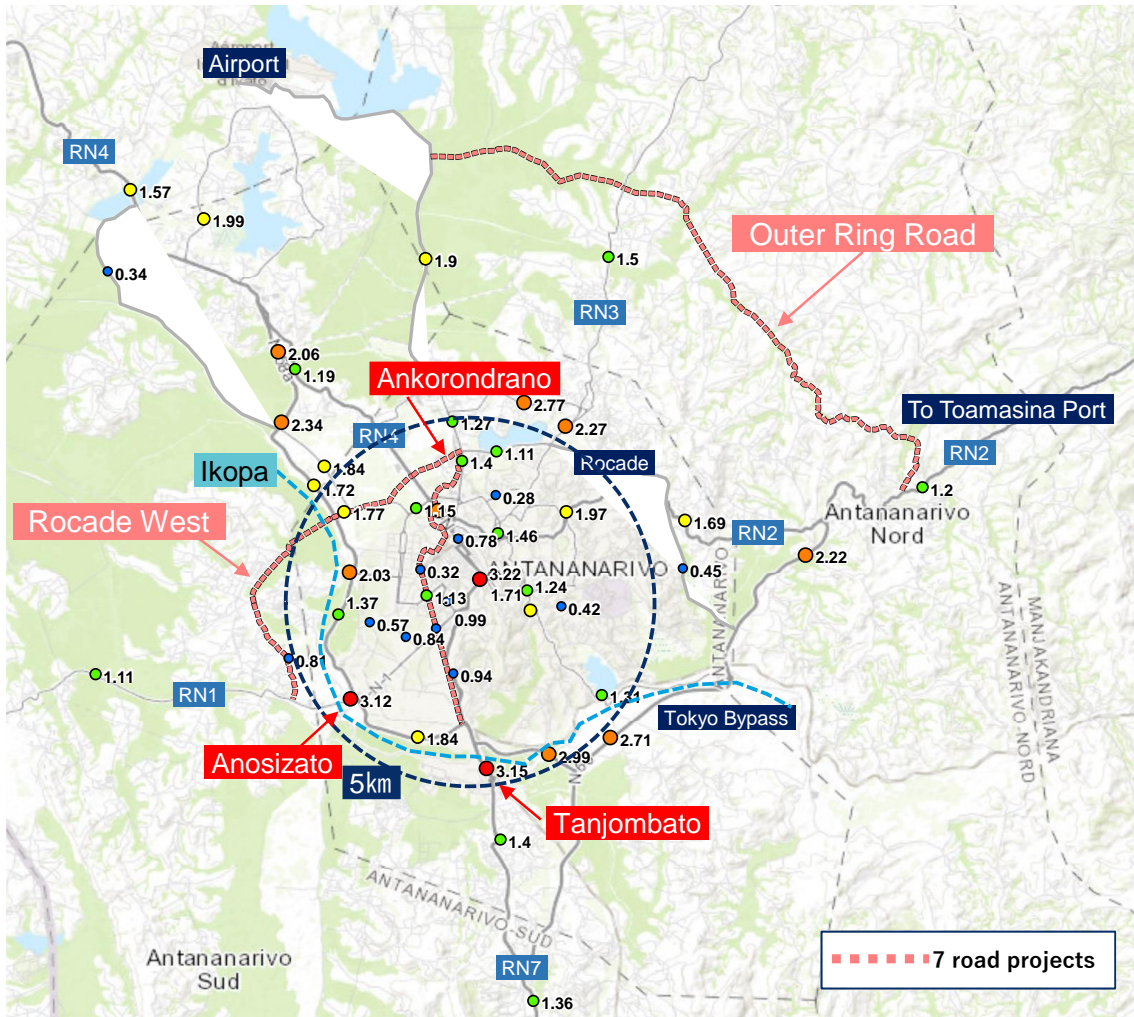 Airport
RN4
1.57
1.99
0.34
1.9
1.5
Outer Ring Road
RN3
2.06
1.19
Ankorondrano
2.77
To Toamasina Port
2.34
1.27
2.27
RN4
1.11
Rocade
RN2
Ikopa
1.84
1.4
1.72
0.28
1.2
Rocade West
1.77
1.15
1.97
1.69
Antananarivo
Nord
RN2
0.78
1.46
2.22
2.03
0.32
3.22
ANTANANARIVO
0.45
1.71
1.24
1.37
1.13
0.99
0.42
0.57
0.84
ANTANANARIVO
ANTANANARIVO-NORD
MANJAKANDRIANA
0.81
1.11
0.94
N-1
RN1
1.31
3.12
Tokyo Bypass
1.84
2.71
Anosizato
2.99
5km
3.15
Tanjombato
1.4
ANTANANARIVO-SUD
Antananarivo
Sud
RN7
7 road projects
1.36